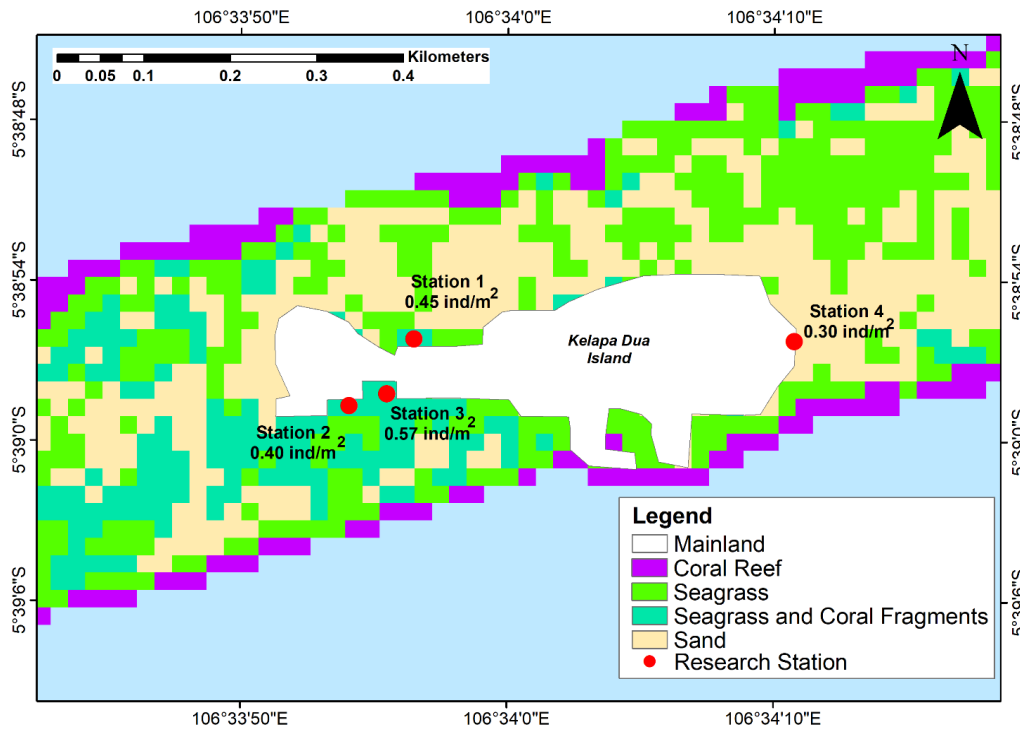 106°33'50"E 106°34'0"E 106°34'10"E
Kilometers
0 0.05 0.1 0.2 0.3 0.4
N
5°38'48"S 5°38'48"S
5°38'54"S 5°38'54"S
Station 1
0.45 ind/m2
Station 4
0.30 ind/m2
Kelapa Dua
Island
Station 3
0.57 ind/m2
Station 2
0.40 ind/m2
5°39'0"S 5°39'0"S
Legend
Mainland
Coral Reef
Seagrass
Seagrass and Coral Fragments
Sand
Research Station
5°39'6"S 5°39'6"S
106°33'50"E 106°34'0"E 106°34'10"E